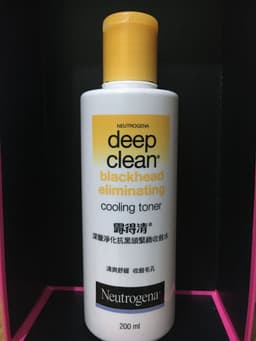 NEUTROGENA
deep
clean®
blackhead
eliminating
cooling toner
露得清®
深層淨化抗黑頭緊緻收斂水
清爽舒緩 收斂毛孔
Neutrogena®
200 ml